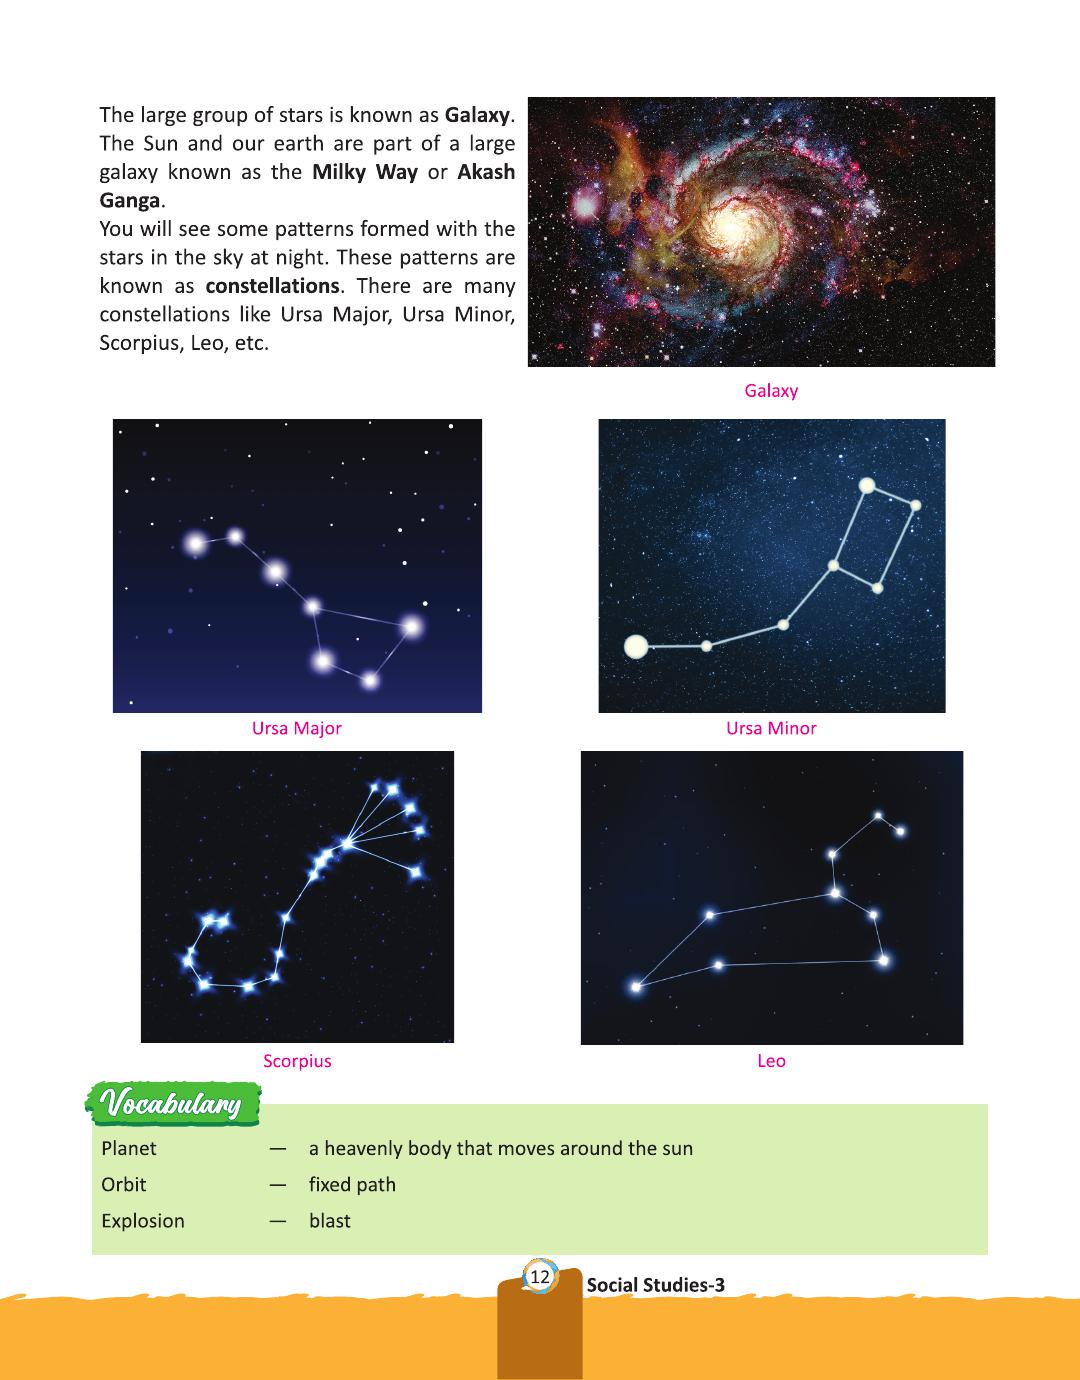 The large group of stars is known as Galaxy.
The Sun and our earth are part of a large
galaxy known as the Milky Way or Akash
Ganga.
You will see some patterns formed with the
stars in the sky at night. These patterns are
known as constellations. There are many
constellations like Ursa Major, Ursa Minor,
Scorpius, Leo, etc.
Galaxy
Ursa Major
Ursa Minor
Scorpius
Leo
Vocabulary
Planet — a heavenly body that moves around the sun
Orbit — fixed path
Explosion — blast
12
Social Studies-3